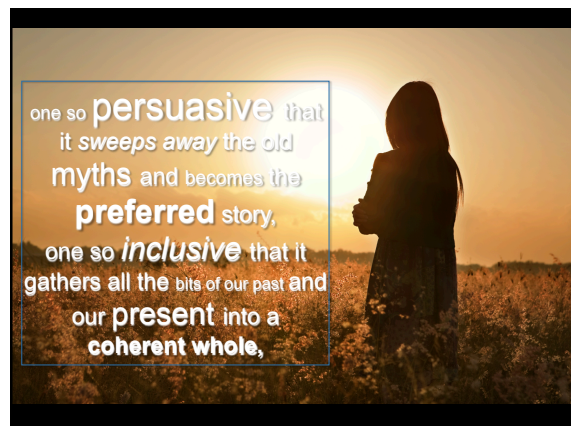 one so persuasive that
it sweeps away the old
myths and becomes the
preferred story,
one so inclusive that it
gathers all the bits of our past and
our present into a
coherent whole,